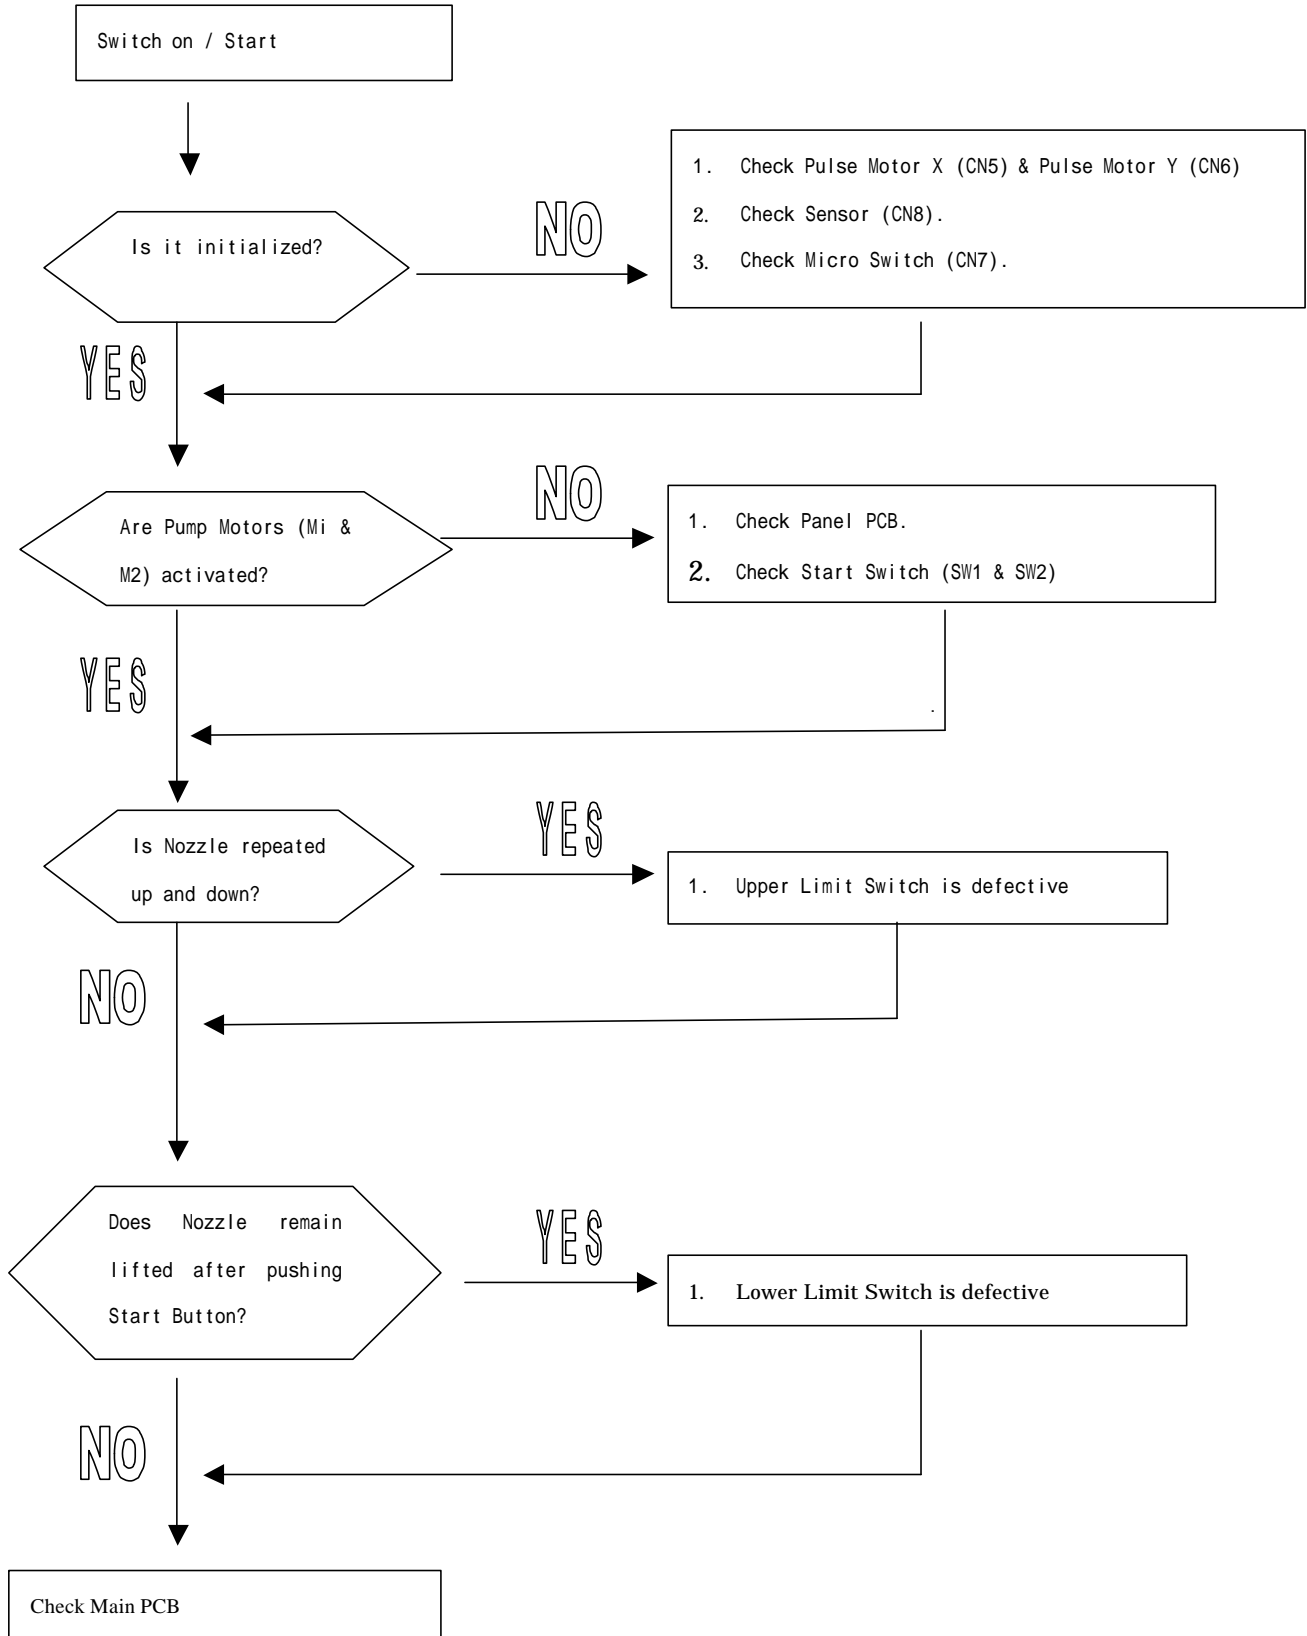 Switch on / Start
1. Check Pulse Motor X (CN5) & Pulse Motor Y (CN6)
2. Check Sensor (CN8).
3. Check Micro Switch (CN7).
Is it initialized?
NO
YES
Are Pump Motors (Mi &
M2) activated?
NO
1. Check Panel PCB.
2. Check Start Switch (SW1 & SW2)
YES
.
Is Nozzle repeated
up and down?
YES
1. Upper Limit Switch is defective
NO
Does Nozzle remain
lifted after pushing
Start Button?
YES
1. Lower Limit Switch is defective
NO
Check Main PCB